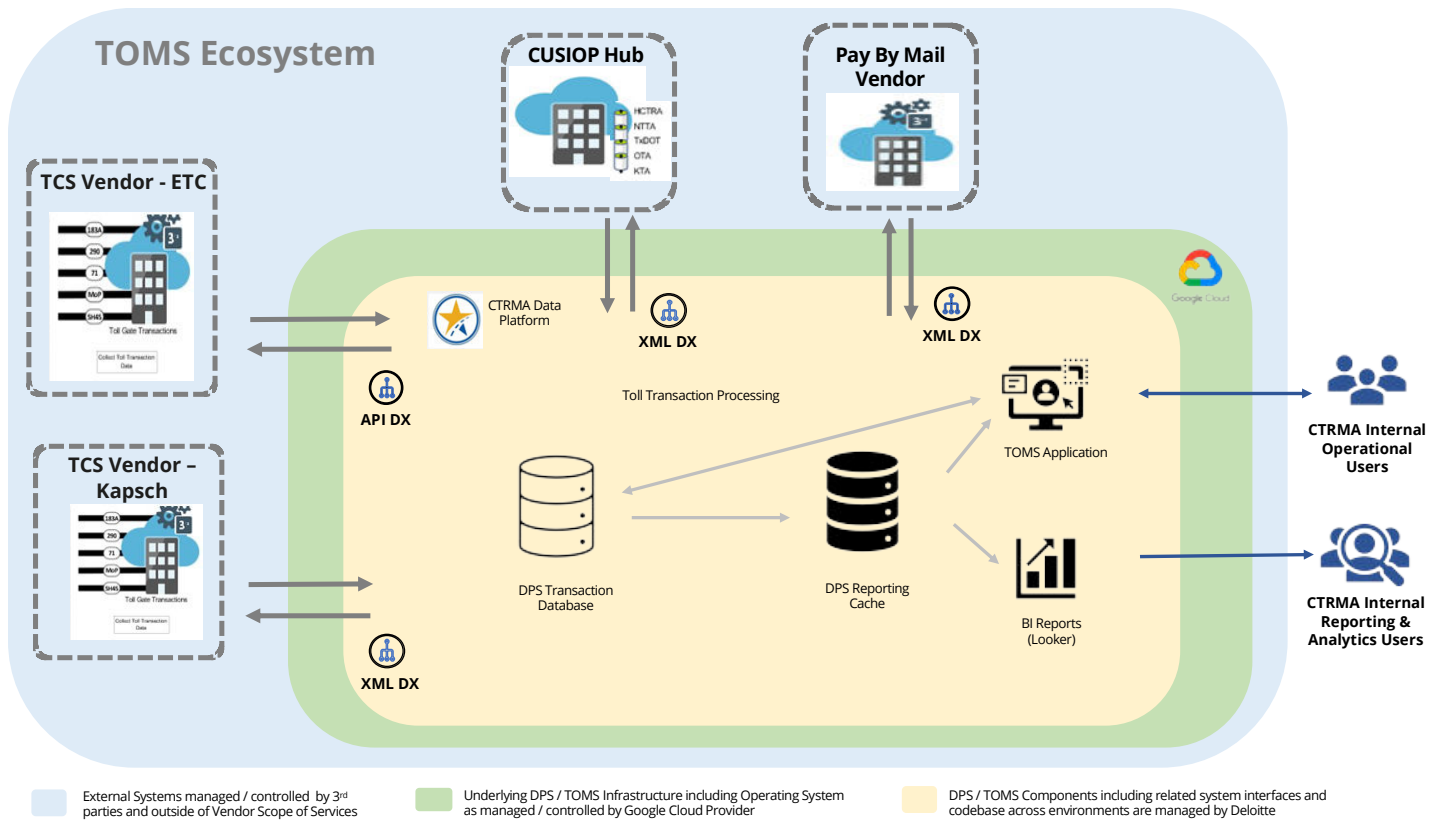 TOMS Ecosystem
CUSIOP Hub
HCTRA
NTTA
TxDOT
OTA
KTA
Pay By Mail
Vendor
TCS Vendor - ETC
183A
290
71
MoP
SH45
3
Toll Gate Transactions
Collect Toll Transaction
Data
Google Cloud
CTRMA Data
Platform
XML DX
XML DX
API DX
Toll Transaction Processing
TOMS Application
CTRMA Internal
Operational
Users
TCS Vendor –
Kapsch
183A
290
71
MoP
SH45
3
Toll Gate Transactions
Collect Toll Transaction
Data
DPS Transaction
Database
DPS Reporting
Cache
BI Reports
(Looker)
CTRMA Internal
Reporting &
Analytics Users
XML DX
External Systems managed / controlled by 3rd
parties and outside of Vendor Scope of Services
Underlying DPS / TOMS Infrastructure including Operating System
as managed / controlled by Google Cloud Provider
DPS / TOMS Components including related system interfaces and
codebase across environments are managed by Deloitte